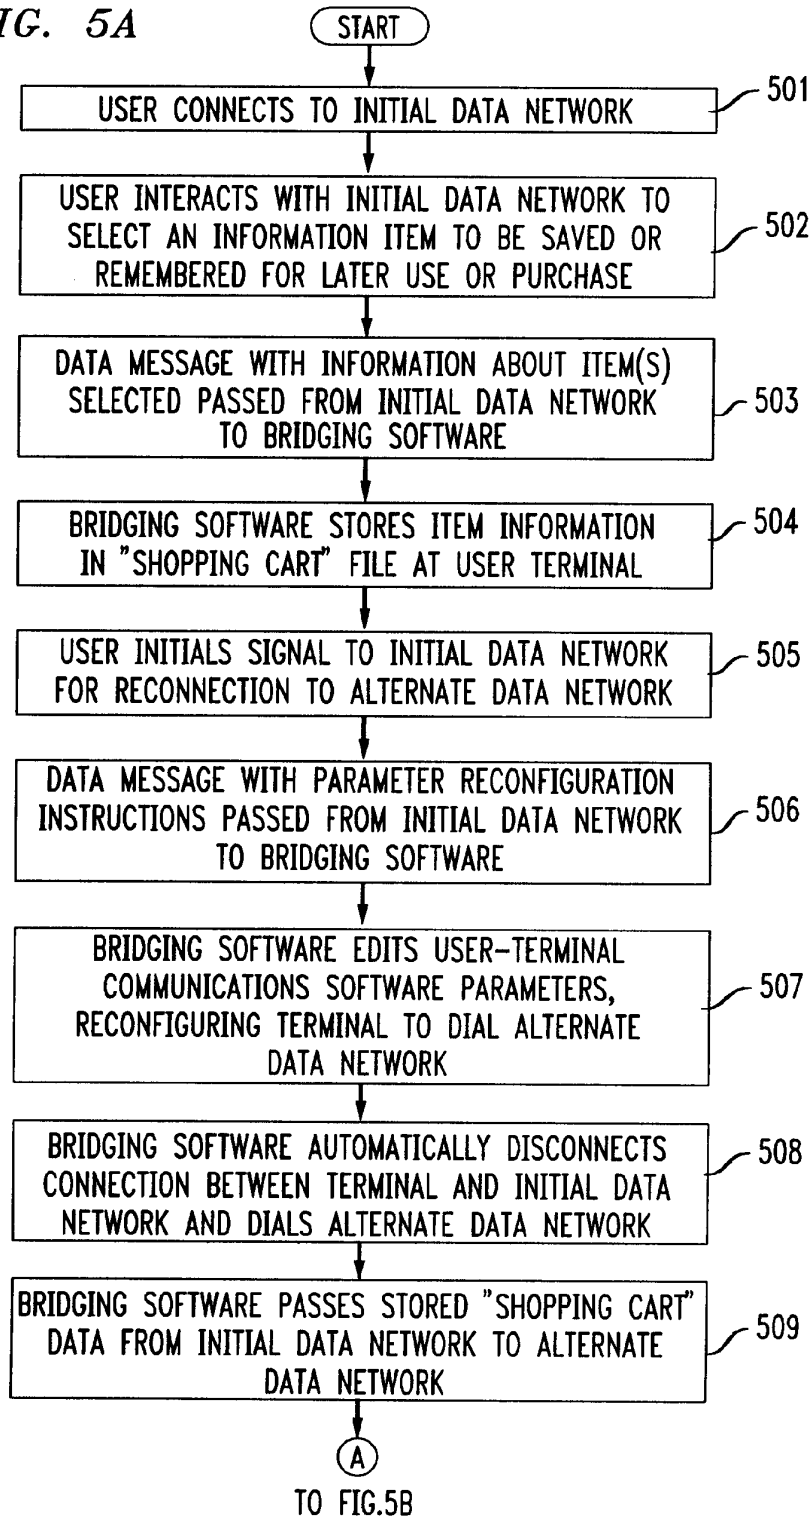 IG. 5A
START
501
USER CONNECTS TO INITIAL DATA NETWORK
502
USER INTERACTS WITH INITIAL DATA NETWORK TO
SELECT AN INFORMATION ITEM TO BE SAVED OR
REMEMBERED FOR LATER USE OR PURCHASE
503
DATA MESSAGE WITH INFORMATION ABOUT ITEM(S)
SELECTED PASSED FROM INITIAL DATA NETWORK
TO BRIDGING SOFTWARE
504
BRIDGING SOFTWARE STORES ITEM INFORMATION
IN "SHOPPING CART" FILE AT USER TERMINAL
505
USER INITIALS SIGNAL TO INITIAL DATA NETWORK
FOR RECONNECTION TO ALTERNATE DATA NETWORK
506
DATA MESSAGE WITH PARAMETER RECONFIGURATION
INSTRUCTIONS PASSED FROM INITIAL DATA NETWORK
TO BRIDGING SOFTWARE
507
BRIDGING SOFTWARE EDITS USER-TERMINAL
COMMUNICATIONS SOFTWARE PARAMETERS,
RECONFIGURING TERMINAL TO DIAL ALTERNATE
DATA NETWORK
508
BRIDGING SOFTWARE AUTOMATICALLY DISCONNECTS
CONNECTION BETWEEN TERMINAL AND INITIAL DATA
NETWORK AND DIALS ALTERNATE DATA NETWORK
509
BRIDGING SOFTWARE PASSES STORED "SHOPPING CART"
DATA FROM INITIAL DATA NETWORK TO ALTERNATE
DATA NETWORK
A
TO FIG.5B